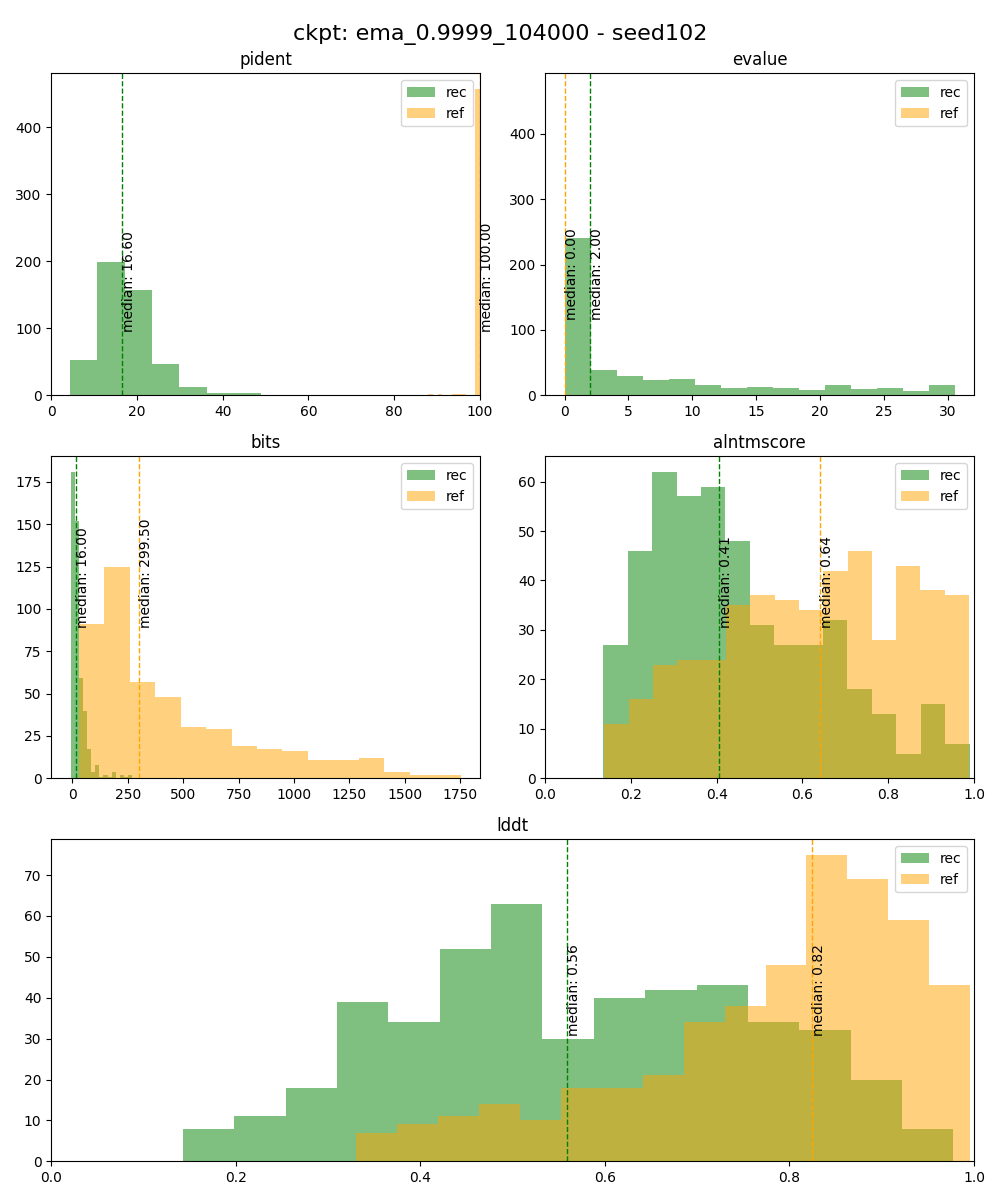 ckpt: ema_0.9999_104000 - seed102
pident
rec
ref
median: 16.60
median: 100.00
0
100
200
300
400
0
20
40
60
80
100
evalue
rec
ref
median: 0.00
median: 2.00
0
100
200
300
400
0
5
10
15
20
25
30
bits
rec
ref
median: 16.00
median: 299.50
0
25
50
75
100
125
150
175
0
250
500
750
1000
1250
1500
1750
alntmscore
rec
ref
median: 0.41
median: 0.64
0
10
20
30
40
50
60
0.0
0.2
0.4
0.6
0.8
1.0
lddt
rec
ref
median: 0.56
median: 0.82
0
10
20
30
40
50
60
70
0.0
0.2
0.4
0.6
0.8
1.0